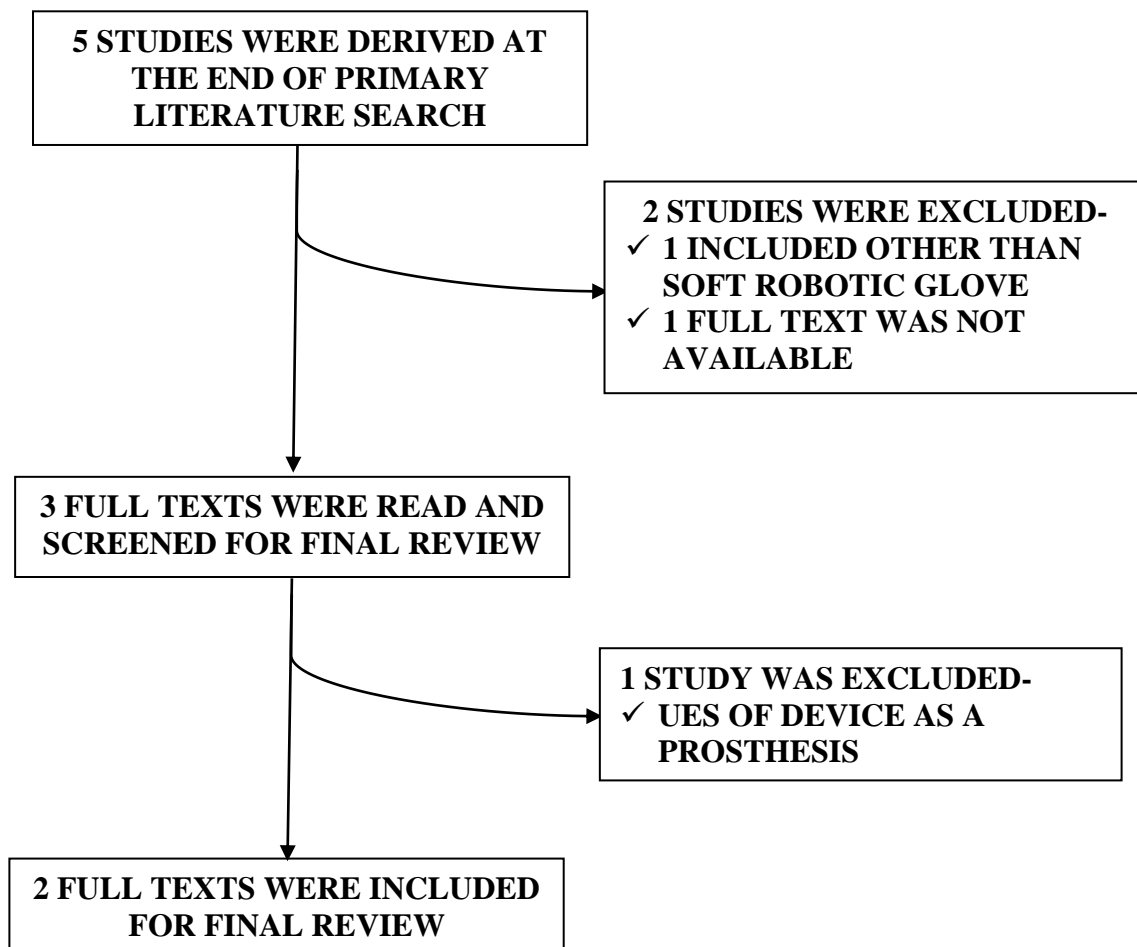 5 STUDIES WERE DERIVED AT
THE END OF PRIMARY
LITERATURE SEARCH
2 STUDIES WERE EXCLUDED-
✓ 1 INCLUDED OTHER THAN
SOFT ROBOTIC GLOVE
✓ 1 FULL TEXT WAS NOT
AVAILABLE
3 FULL TEXTS WERE READ AND
SCREENED FOR FINAL REVIEW
1 STUDY WAS EXCLUDED-
✓ UES OF DEVICE AS A
PROSTHESIS
2 FULL TEXTS WERE INCLUDED
FOR FINAL REVIEW